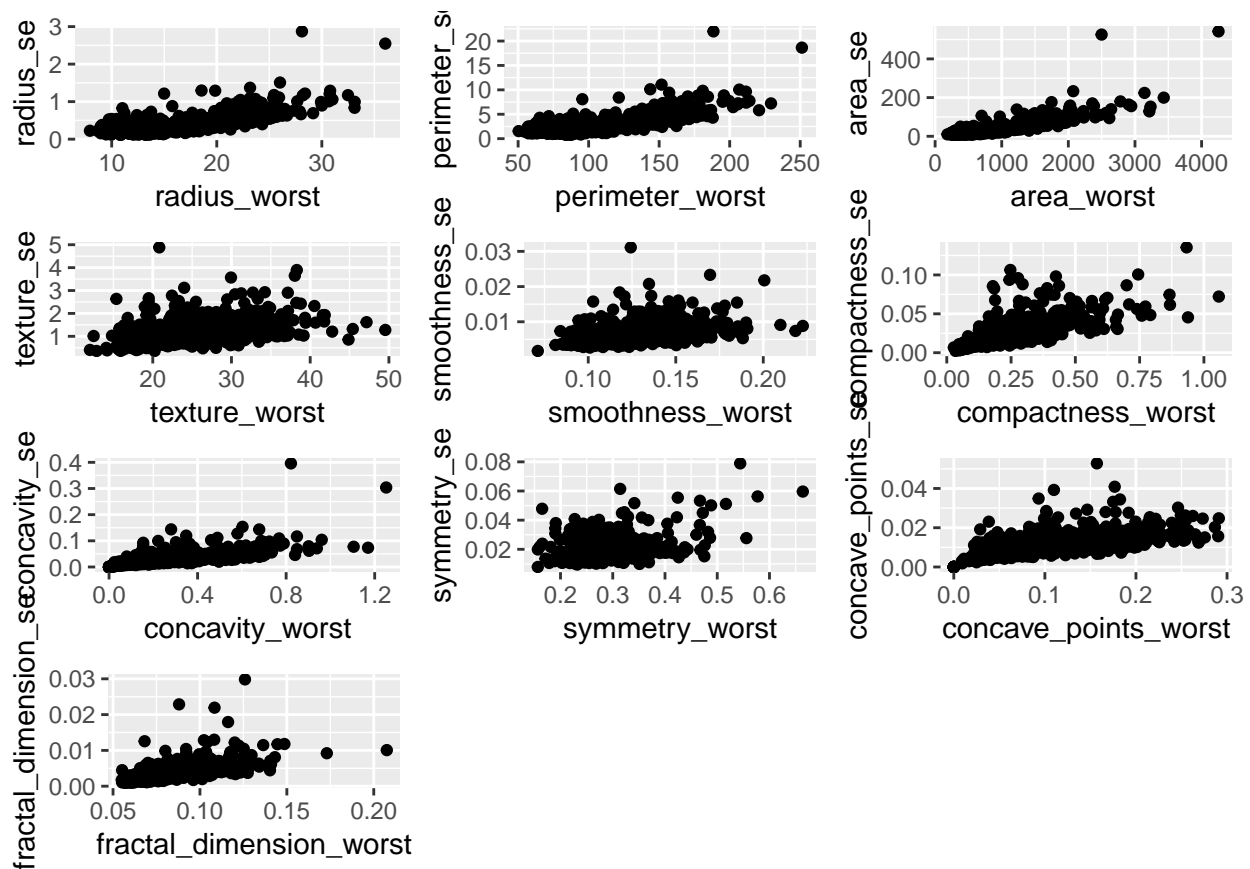 radius_se
3
2
1
0
10 20 30
radius_worst
perimeter_s
20
15
10
5
0
50 100 150 200 250
perimeter_worst
area_se
400
200
0
0 1000 2000 3000 4000
area_worst
texture_se
5
4
3
2
1
20 30 40 50
texture_worst
smoothness_se
0.03
0.02
0.01
0.10 0.15 0.20
smoothness_worst
compactness_se
0.10
0.05
0.00
0.00 0.25 0.50 0.75 1.00
compactness_worst
concavity_se
0.4
0.3
0.2
0.1
0.0
0.0 0.4 0.8 1.2
concavity_worst
symmetry_se
0.08
0.06
0.04
0.02
0.2 0.3 0.4 0.5 0.6
symmetry_worst
concave_points_se
0.04
0.02
0.00
0.0 0.1 0.2 0.3
concave_points_worst
fractal_dimension_se
0.03
0.02
0.01
0.00
0.05 0.10 0.15 0.20
fractal_dimension_worst